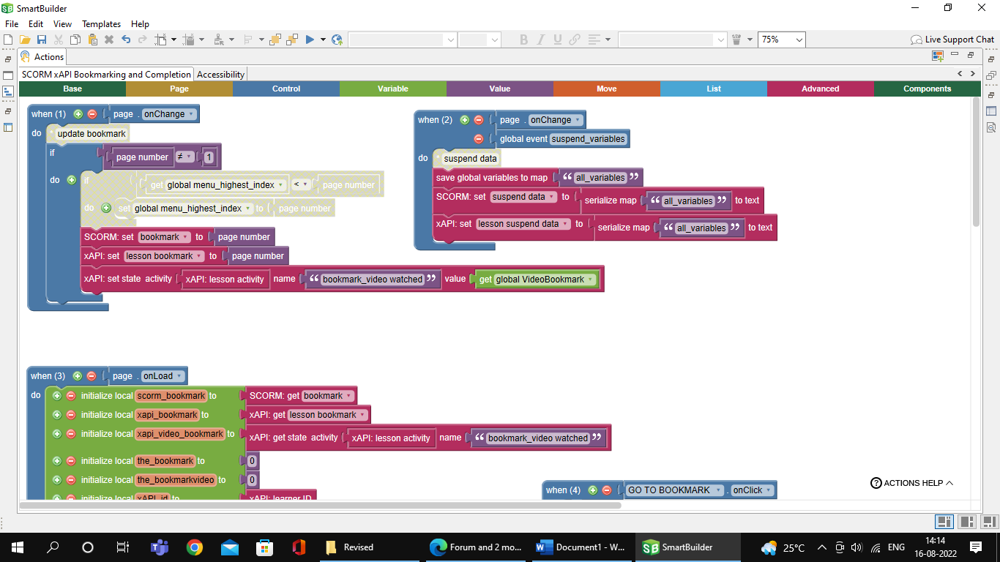 SmartBuilder
File Edit View Templates Help
75%
Live Support Chat
Actions
SCORM xAPI Bookmarking and Completion Accessibility
Base Page Control Variable Value Move List Advanced Components
when (1) page . onChange
do * update bookmark
if page number ≠ 1
do if get global menu_highest_index < page number
do set global menu_highest_index to page number
SCORM: set bookmark to page number
xAPI: set lesson bookmark to page number
xAPI: set state activity xAPI: lesson activity name “ bookmark_video watched ” value get global VideoBookmark
when (2) page . onChange
global event suspend_variables
do * suspend data
save global variables to map “ all_variables ”
SCORM: set suspend data to serialize map “ all_variables ” to text
xAPI: set lesson suspend data to serialize map “ all_variables ” to text
when (3) page . onLoad
do initialize local scorm_bookmark to SCORM: get bookmark
initialize local xapi_bookmark to xAPI: get lesson bookmark
initialize local xapi_video_bookmark to xAPI: get state activity xAPI: lesson activity name “ bookmark_video watched ”
initialize local the_bookmark to 0
initialize local the_bookmarkvideo to 0
initialize local xAPI_id to xAPI: learner ID
when (4) GO TO BOOKMARK . onClick
ACTIONS HELP
Revised
Forum and 2 mo...
Document1 - W...
SmartBuilder
25°C
ENG
14:14
16-08-2022